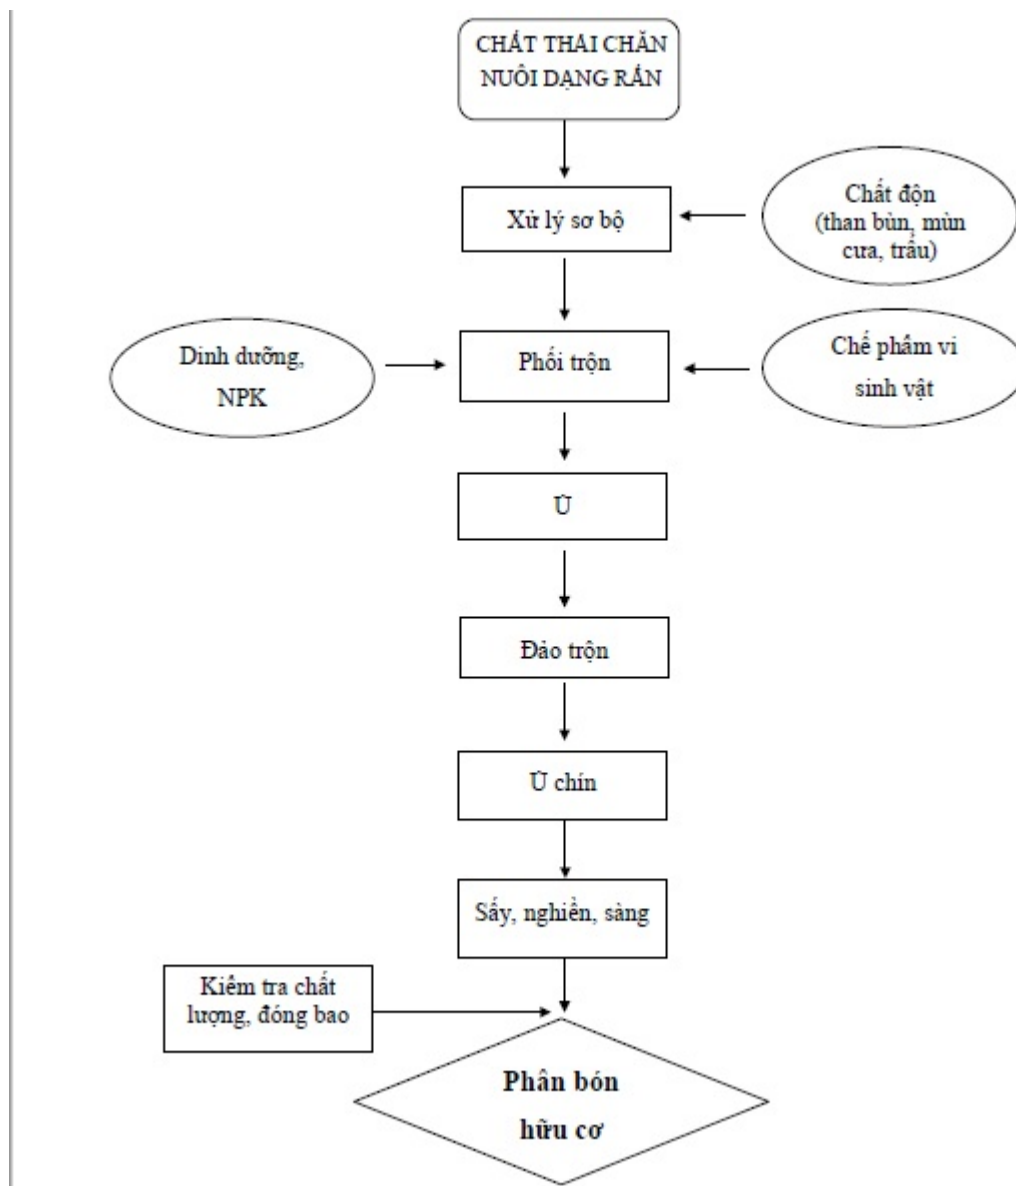 CHẤT THẢI CHĂN
NUÔI DẠNG RẮN
Xử lý sơ bộ
Chất độn
(than bùn, mùn
cưa, trấu)
Dinh dưỡng,
NPK
Phối trộn
Chế phẩm vi
sinh vật
Ủ
Đảo trộn
Ủ chín
Sấy, nghiền, sàng
Kiểm tra chất
lượng, đóng bao
Phân bón
hữu cơ